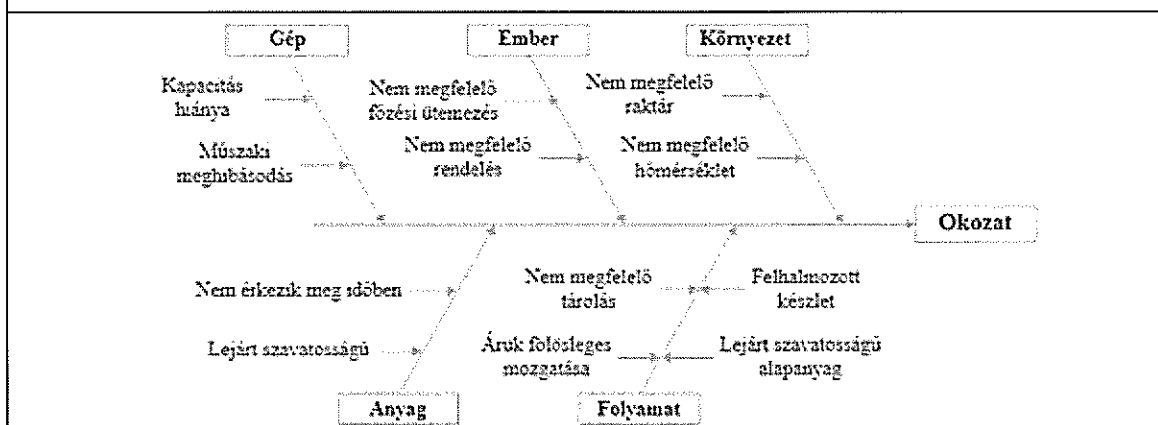 Gép
Ember
Környezet
Kapacitás
hiánya
Nem megfelelő
főzési ütemezés
Nem megfelelő
raktár
Műszaki
meghibásodás
Nem megfelelő
rendelés
Nem megfelelő
hőmérséklet
Okozat
Nem érkezik meg időben
Nem megfelelő
tárolás
Felhalmozott
készlet
Lejárt szavatosságú
Áruk fölösleges
mozgatása
Lejárt szavatosságú
alapanyag
Anyag
Folyamat